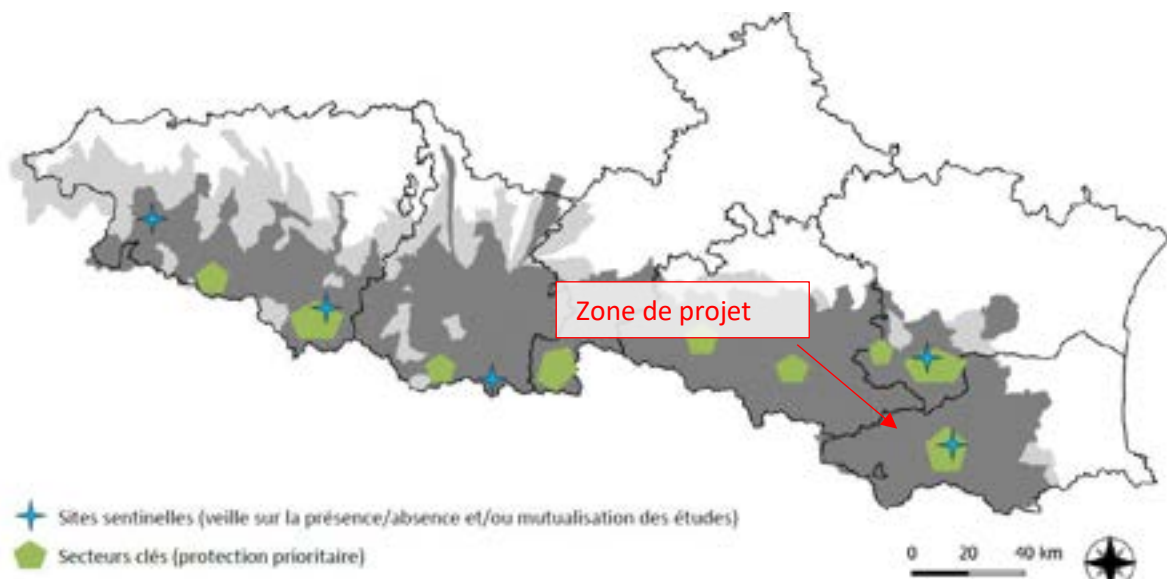 Zone de projet
Sites sentinelles (veille sur la présence/absence et/ou mutualisation des études)
Secteurs clés (protection prioritaire)
0 20 40 km